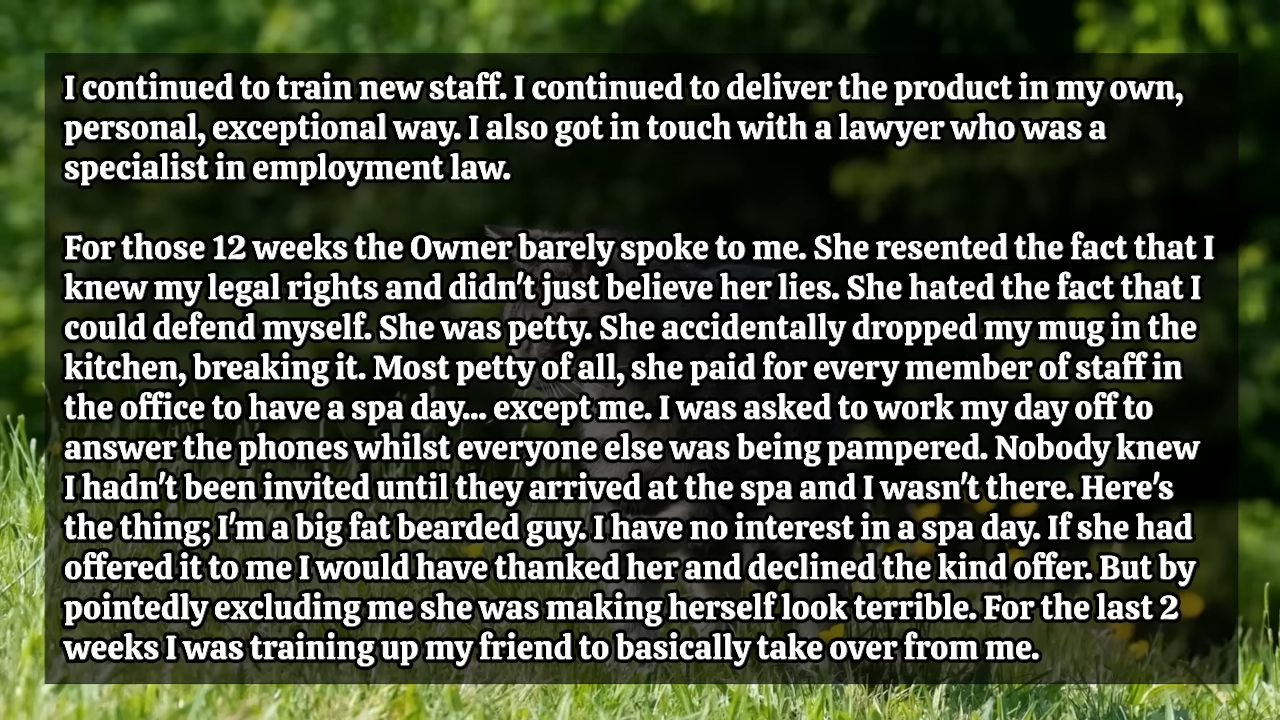 I continued to train new staff. I continued to deliver the product in my own,
personal, exceptional way. I also got in touch with a lawyer who was a
specialist in employment law.
For those 12 weeks the Owner barely spoke to me. She resented the fact that I
knew my legal rights and didn't just believe her lies. She hated the fact that I
could defend myself. She was petty. She accidentally dropped my mug in the
kitchen, breaking it. Most petty of all, she paid for every member of staff in
the office to have a spa day... except me. I was asked to work my day off to
answer the phones whilst everyone else was being pampered. Nobody knew
I hadn't been invited until they arrived at the spa and I wasn't there. Here's
the thing; I'm a big fat bearded guy. I have no interest in a spa day. If she had
offered it to me I would have thanked her and declined the kind offer. But by
pointedly excluding me she was making herself look terrible. For the last 2
weeks I was training up my friend to basically take over from me.